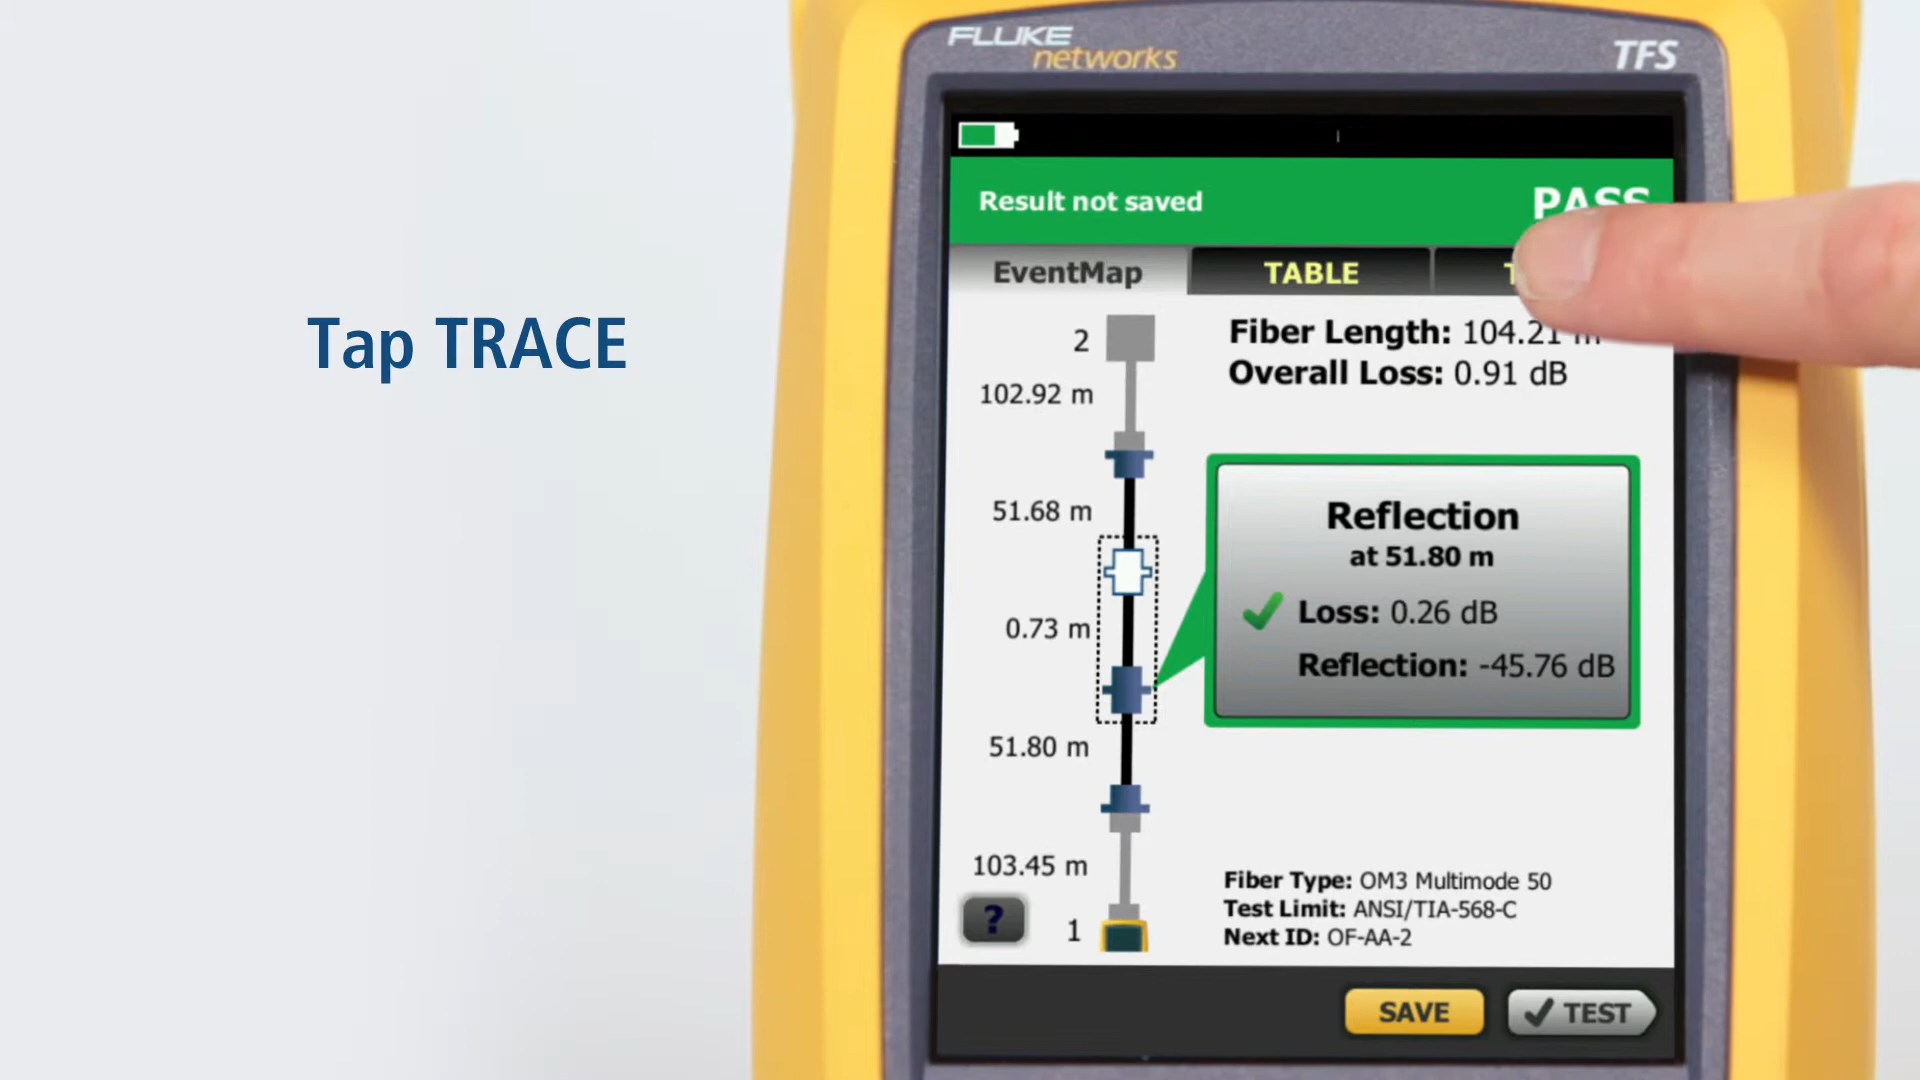 FLUKE
networks
TFS
Result not saved
PASS
EventMap
TABLE
Tap TRACE
Fiber Length: 104.21 m
Overall Loss: 0.91 dB
2
102.92 m
51.68 m
0.73 m
51.80 m
103.45 m
1
Reflection
at 51.80 m
Loss: 0.26 dB
Reflection: -45.76 dB
Fiber Type: OM3 Multimode 50
Test Limit: ANSI/TIA-568-C
Next ID: OF-AA-2
?
SAVE
TEST